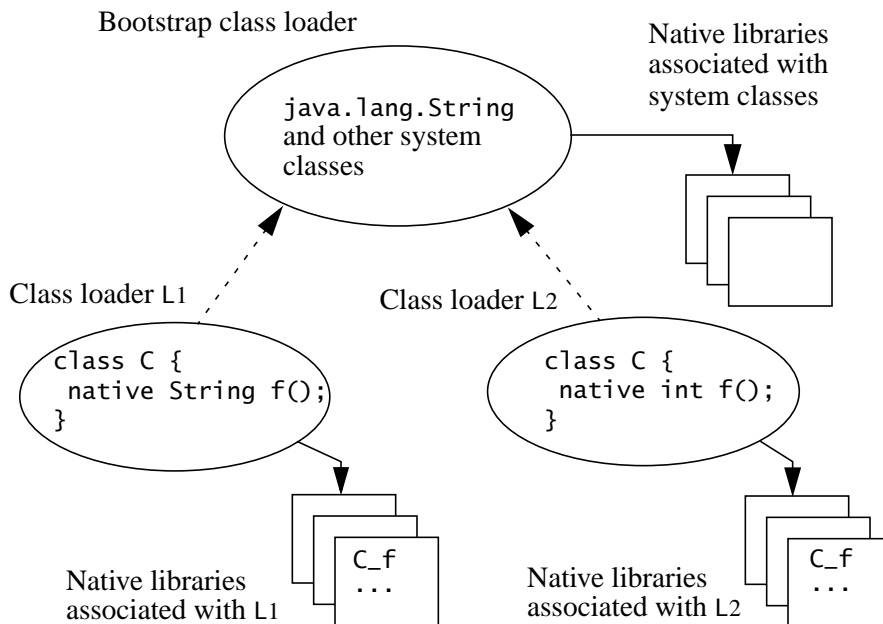 Bootstrap class loader
Native libraries
associated with
system classes
java.lang.String
and other system
classes
Class loader L1
Class loader L2
class C {
native String f();
}
class C {
native int f();
}
C_f
...
Native libraries
associated with L1
C_f
...
Native libraries
associated with L2